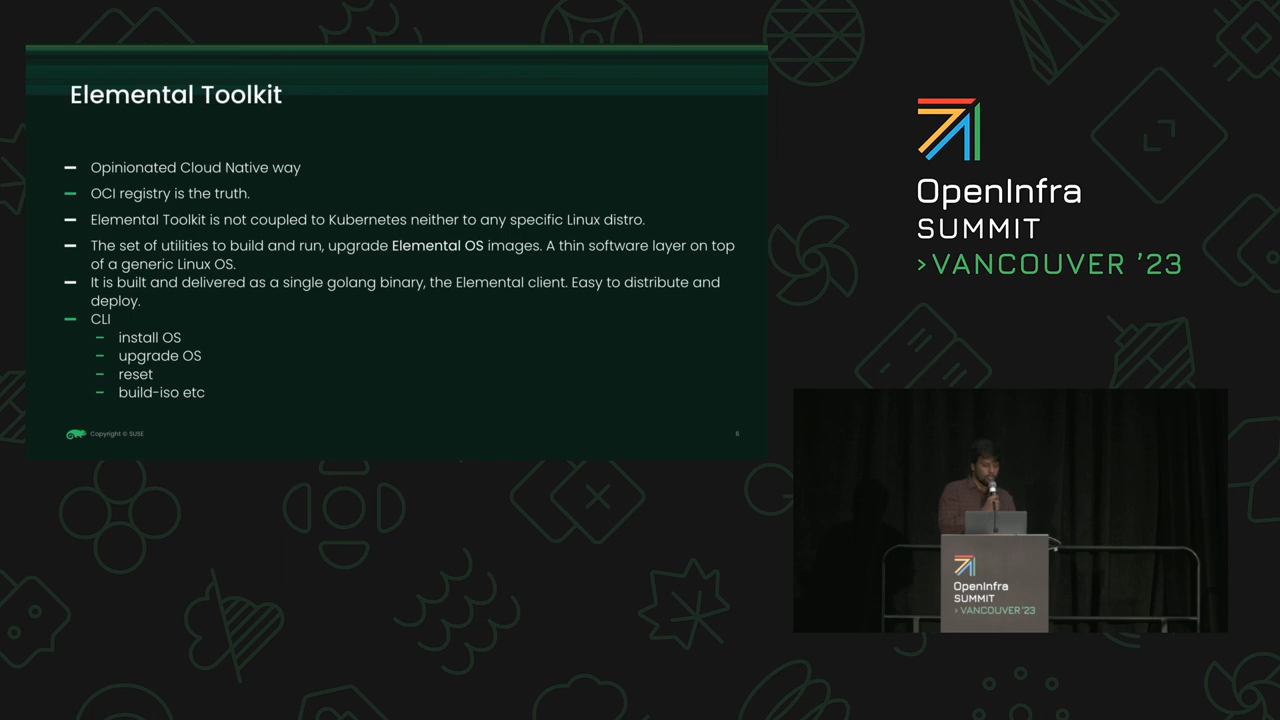 Elemental Toolkit
Opinionated Cloud Native way
OCI registry is the truth.
Elemental Toolkit is not coupled to Kubernetes neither to any specific Linux distro.
The set of utilities to build and run, upgrade Elemental OS images. A thin software layer on top
of a generic Linux OS.
It is built and delivered as a single golang binary, the Elemental client. Easy to distribute and
deploy.
CLI
install OS
upgrade OS
reset
build-iso etc
Copyright © SUSE
6
OpenInfra
SUMMIT
>VANCOUVER '23
OpenInfra
SUMMIT
>VANCOUVER'23